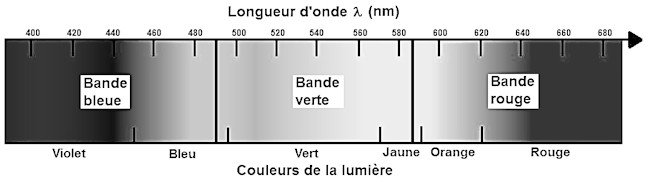 Longueur d'onde λ (nm)
400 420 440 460 480 500 520 540 560 580 600 620 640 660 680
Bande
bleue
Bande
verte
Bande
rouge
Violet Bleu Vert Jaune Orange Rouge
Couleurs de la lumière